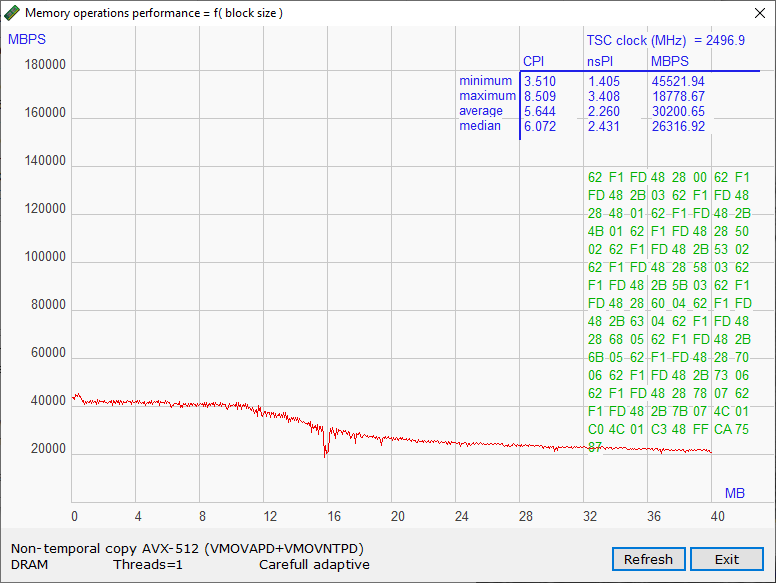 Memory operations performance = f( block size )
MBPS
TSC clock (MHz) = 2496.9
CPI nsPI MBPS
minimum 3.510 1.405 45521.94
maximum 8.509 3.408 18778.67
average 5.644 2.260 30200.65
median 6.072 2.431 26316.92
180000
160000
140000
120000
100000
80000
60000
40000
20000
62 F1 FD 48 28 00 62 F1
FD 48 2B 03 62 F1 FD 48
28 48 01 62 F1 FD 48 2B
4B 01 62 F1 FD 48 28 50
02 62 F1 FD 48 2B 53 02
62 F1 FD 48 28 58 03 62
F1 FD 48 2B 5B 03 62 F1
FD 48 28 60 04 62 F1 FD
48 2B 63 04 62 F1 FD 48
28 68 05 62 F1 FD 48 2B
6B 05 62 F1 FD 48 28 70
06 62 F1 FD 48 2B 73 06
62 F1 FD 48 28 78 07 62
F1 FD 48 2B 7B 07 4C 01
C0 4C 01 C3 48 FF CA 75
87
MB
0 4 8 12 16 20 24 28 32 36 40
Non-temporal copy AVX-512 (VMOVAPD+VMOVNTPD)
DRAM Threads=1 Carefull adaptive
Refresh Exit